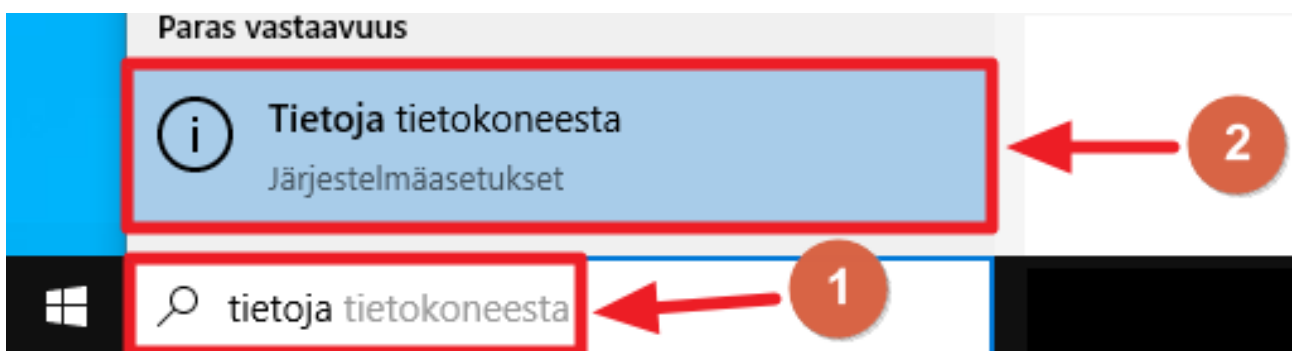 Paras vastaavuus
Tietoja tietokoneesta
Järjestelmäasetukset
2
tietoja tietokoneesta
1